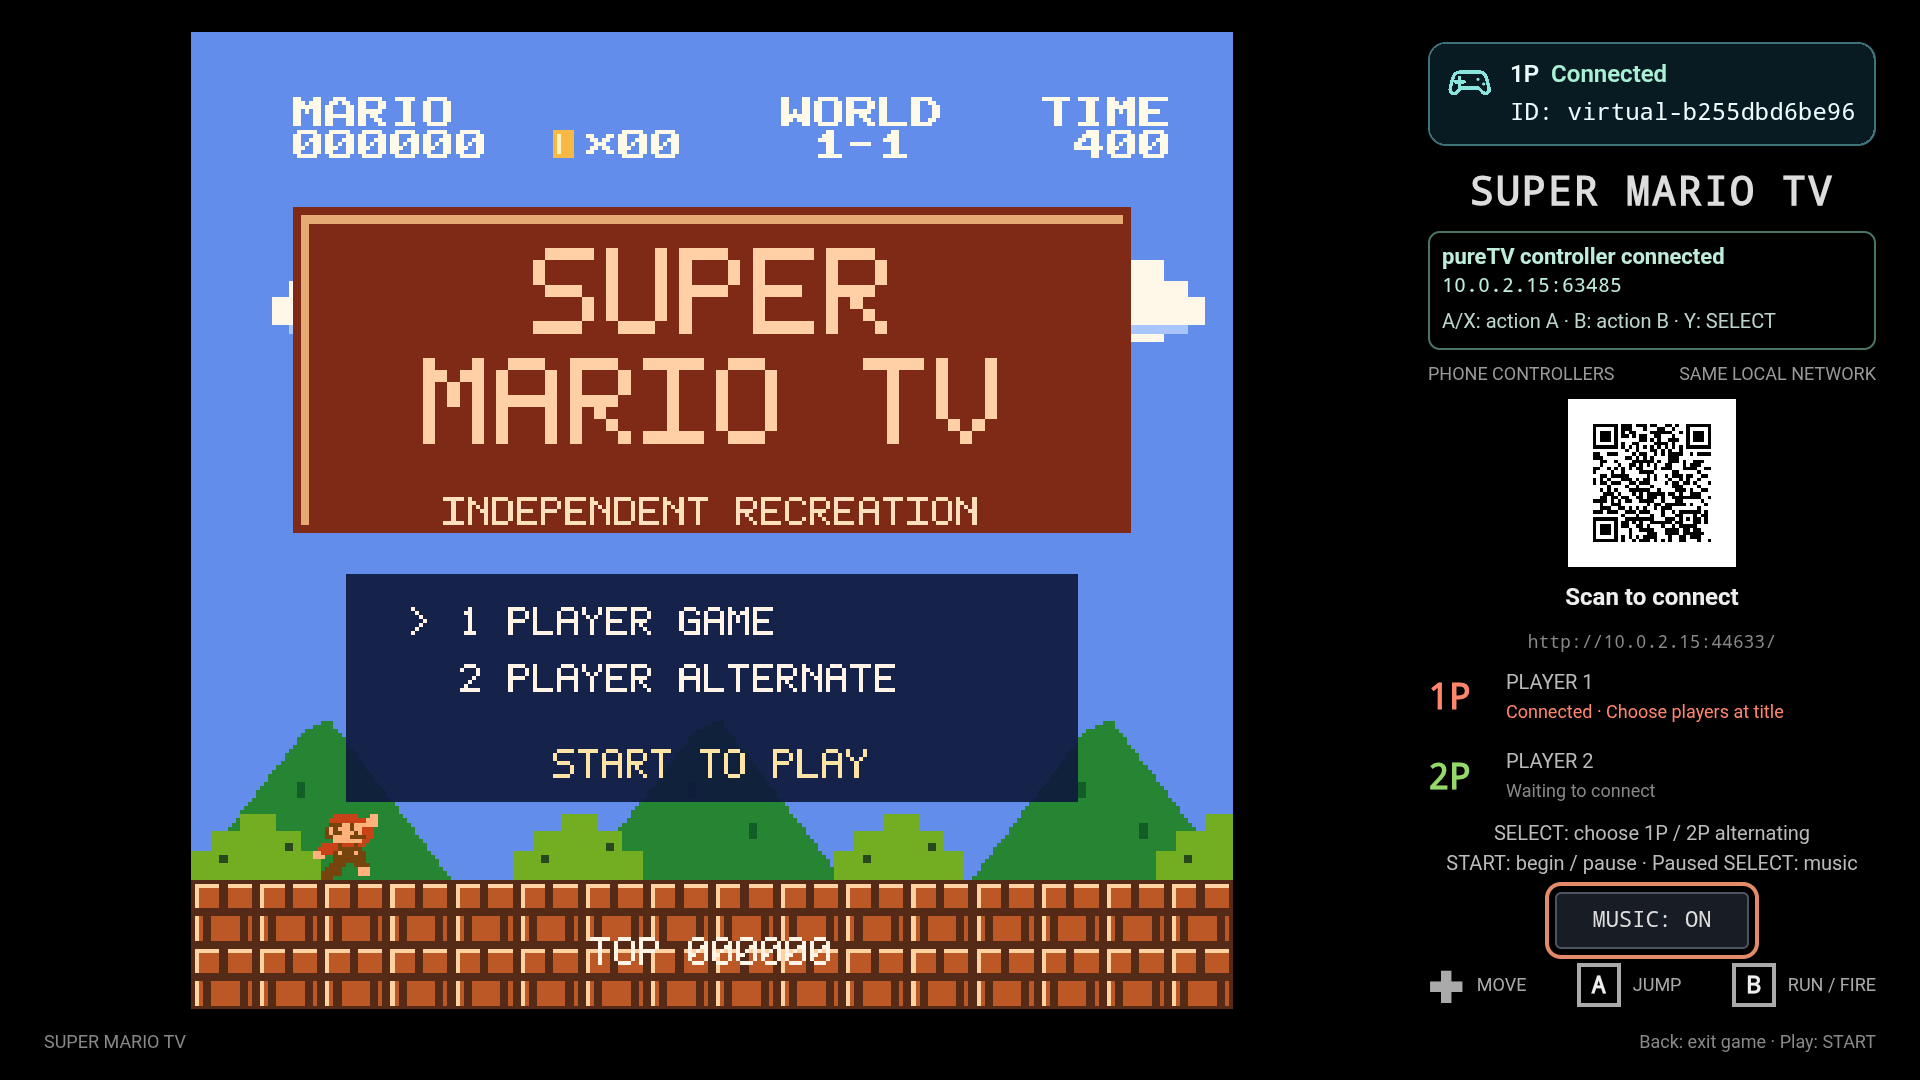 MARIO WORLD TIME
000000 ×00 1-1 400
SUPER
MARIO TV
INDEPENDENT RECREATION
> 1 PLAYER GAME
2 PLAYER ALTERNATE
START TO PLAY
TOP 000000
SUPER MARIO TV
1P Connected
ID: virtual-b255dbd6be96
SUPER MARIO TV
pureTV controller connected
10.0.2.15:63485
A/X: action A · B: action B · Y: SELECT
PHONE CONTROLLERS SAME LOCAL NETWORK
Scan to connect
http://10.0.2.15:44633/
1P PLAYER 1
Connected · Choose players at title
2P PLAYER 2
Waiting to connect
SELECT: choose 1P / 2P alternating
START: begin / pause · Paused SELECT: music
MUSIC: ON
MOVE A JUMP B RUN / FIRE
Back: exit game · Play: START